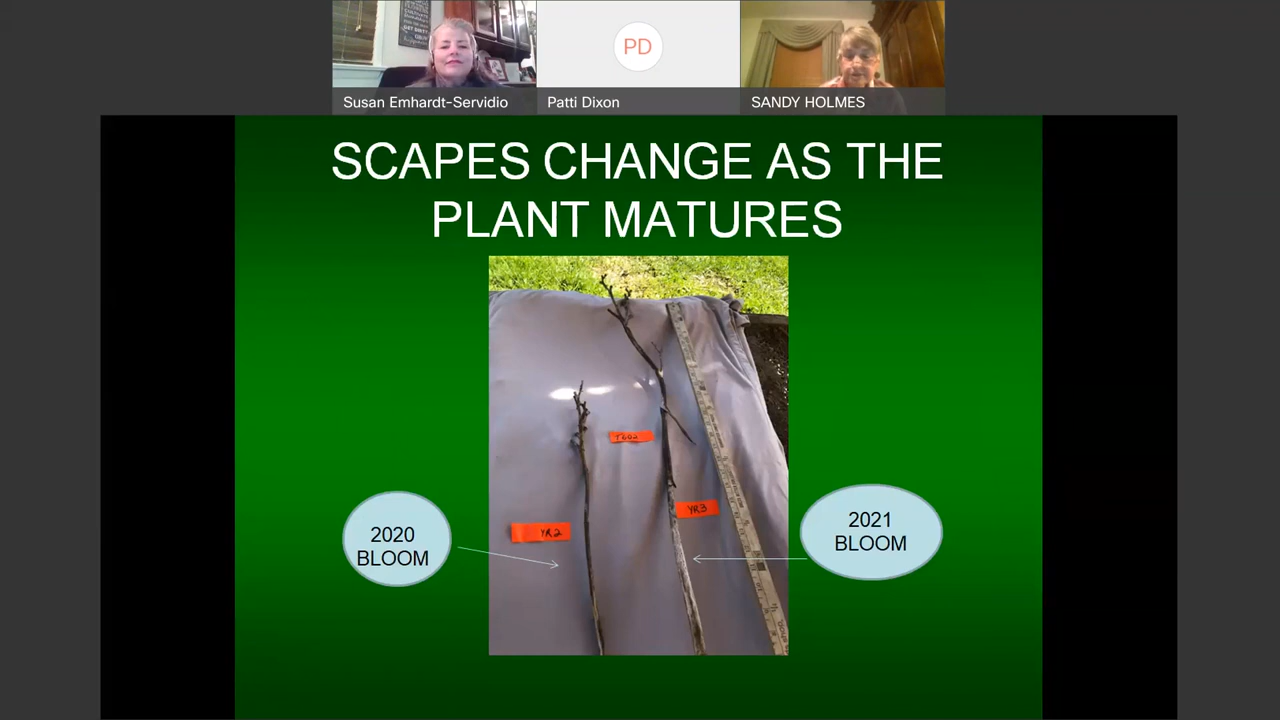 PD
Susan Emhardt-Servidio
Patti Dixon
SANDY HOLMES
SCAPES CHANGE AS THE
PLANT MATURES
YR2
YR3
2020
BLOOM
2021
BLOOM